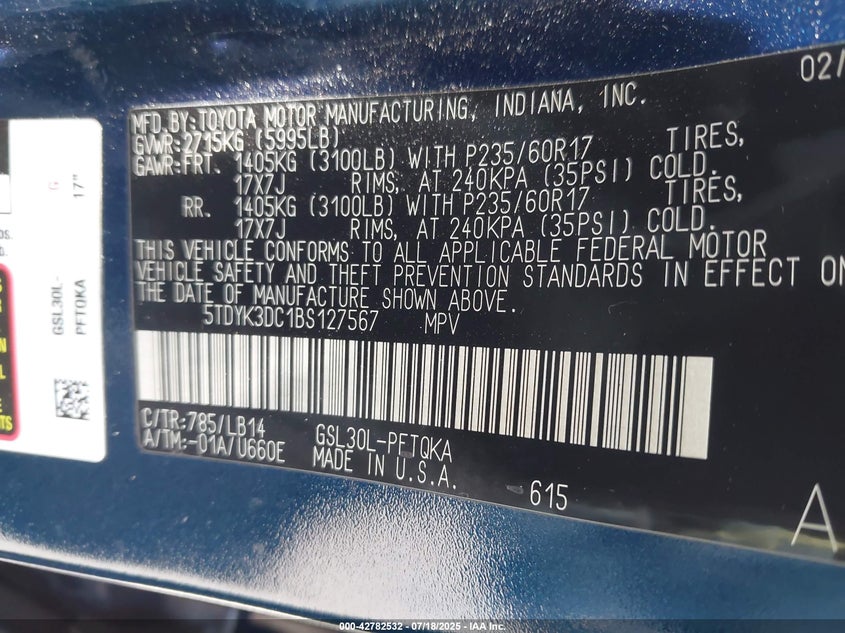 02/
MFD.BY:TOYOTA MOTOR MANUFACTURING, INDIANA, INC.
GVWR:2715KG (5995LB)
GAWR:FRT. 1405KG (3100LB) WITH P235/60R17 TIRES,
17X7J RIMS, AT 240KPA (35PSI) COLD.
RR. 1405KG (3100LB) WITH P235/60R17 TIRES,
17X7J RIMS, AT 240KPA (35PSI) COLD.
THIS VEHICLE CONFORMS TO ALL APPLICABLE FEDERAL MOTOR
VEHICLE SAFETY AND THEFT PREVENTION STANDARDS IN EFFECT ON
THE DATE OF MANUFACTURE SHOWN ABOVE.
5TDYK3DC1BS127567 MPV
C/TR:785/LB14 GSL30L-PFTQKA
A/TM:-01A/U660E MADE IN U.S.A.
615
A
G
17"
GSL30L-
PFTQKA
000-42782532 - 07/18/2025 - IAA Inc.